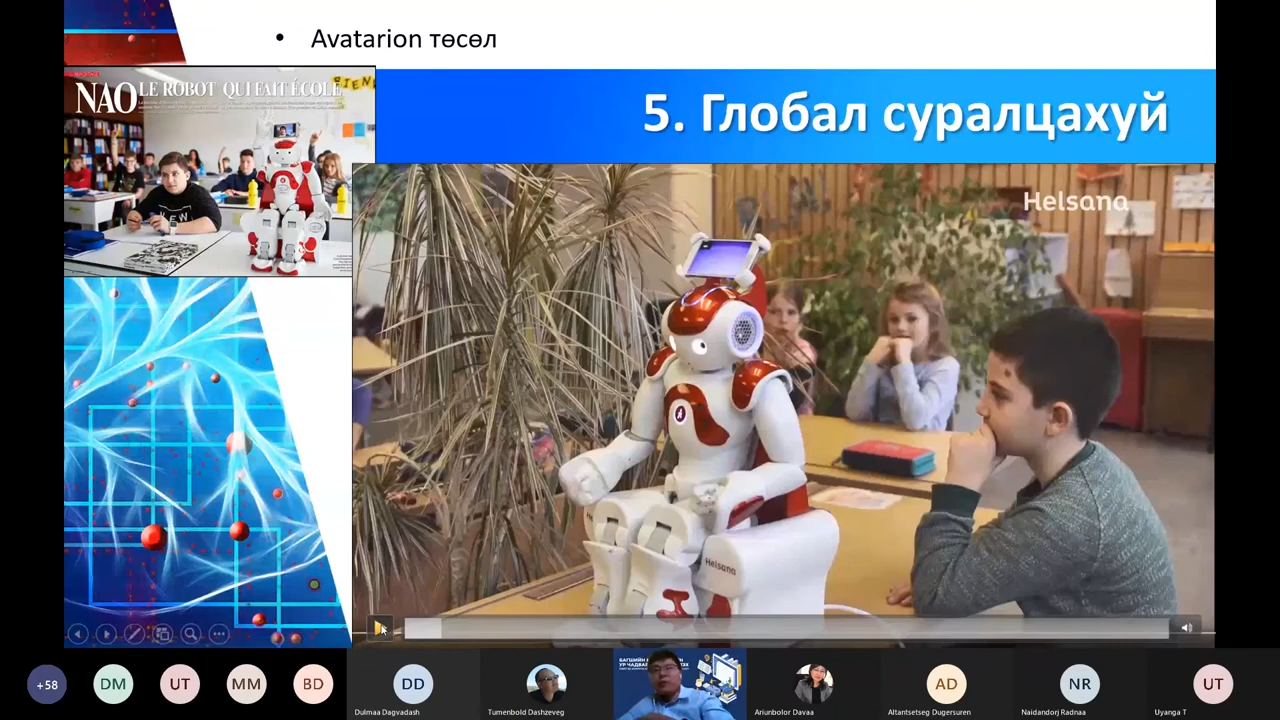 • Avatarion төсөл
5. Глобал суралцахуй
NAO LE ROBOT QUI FAIT ÉCOLE
Helsana
Helsana
+58
DM
UT
MM
BD
DD
AD
NR
UT
Dulmaa Dagvadash
Tumenbold Dashzeveg
Ariunbolor Davaa
Altantsetseg Dugersuren
Naidandorj Radnaa
Uyanga T